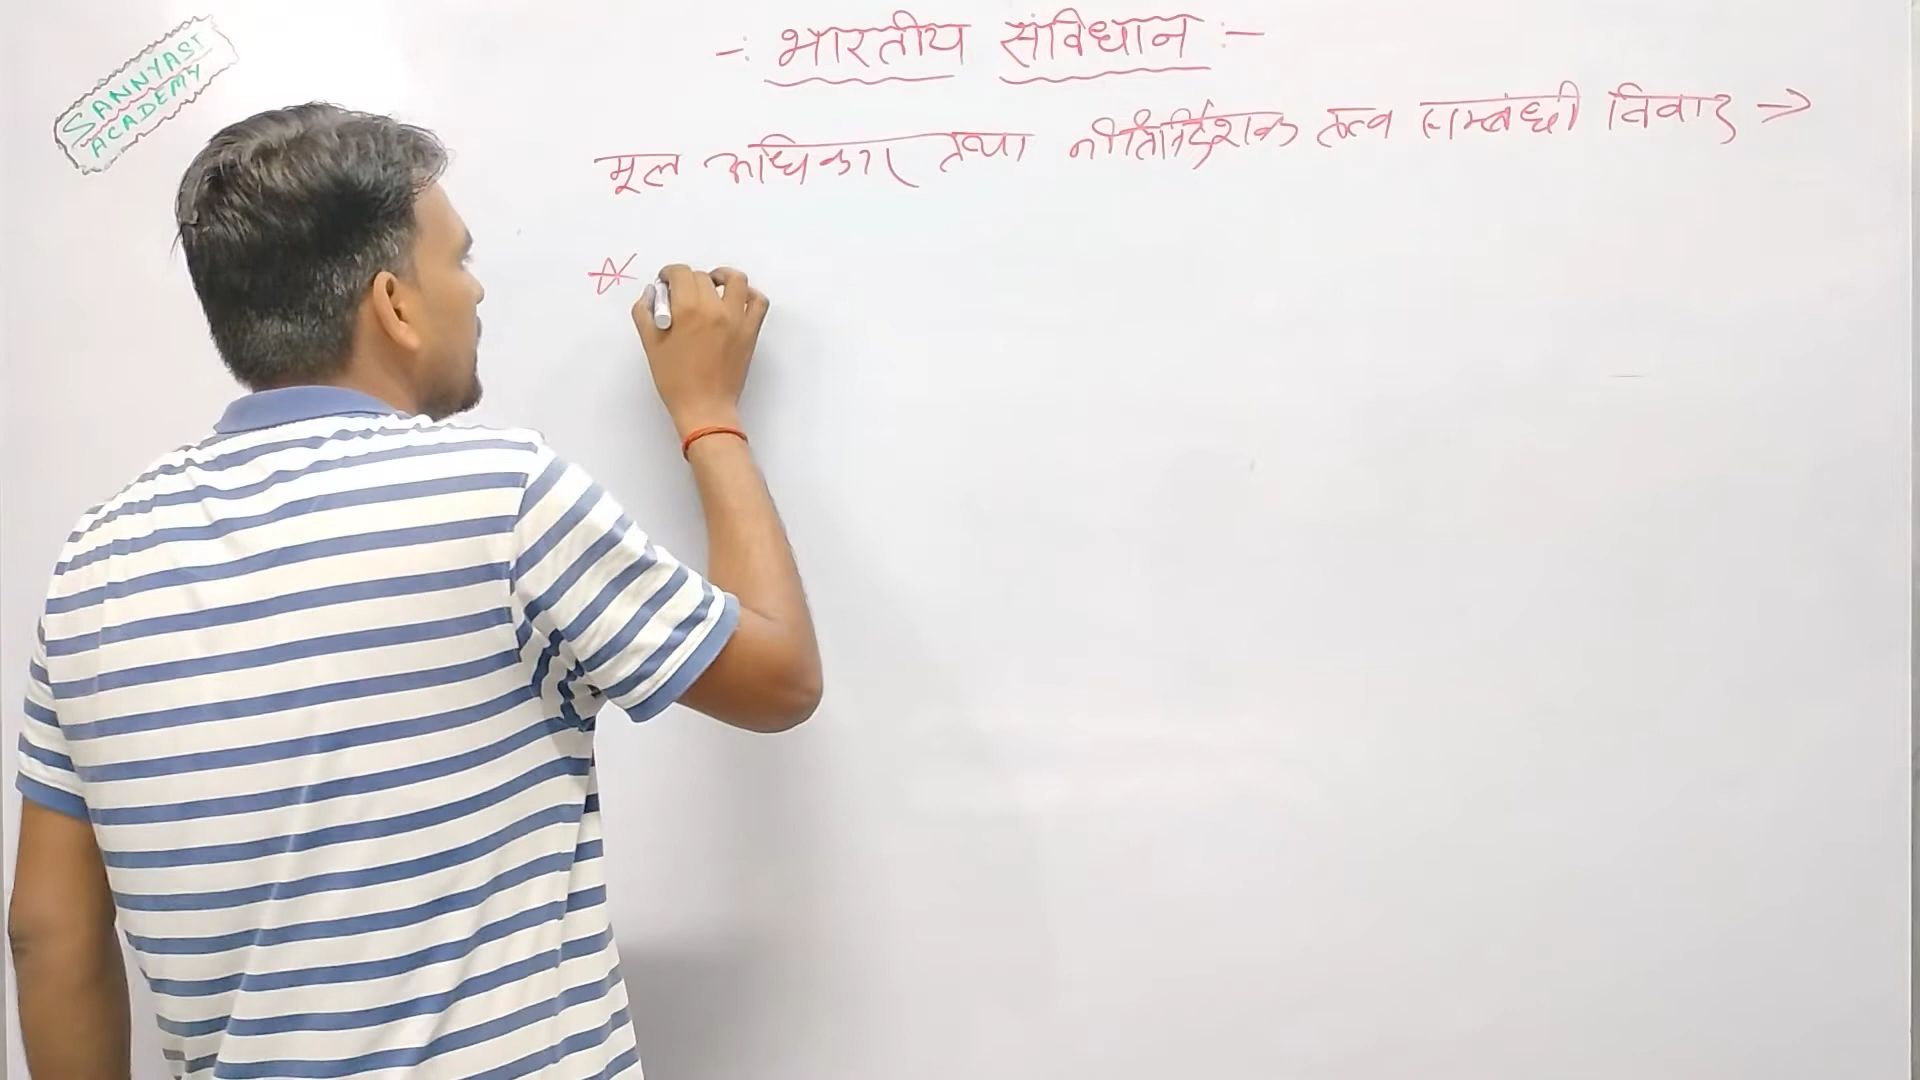 SANNYASI
ACADEMY
-: भारतीय संविधान :-
मूल अधिकार तथा नीतिनिर्देशक तत्व सम्बंधी विवाद →